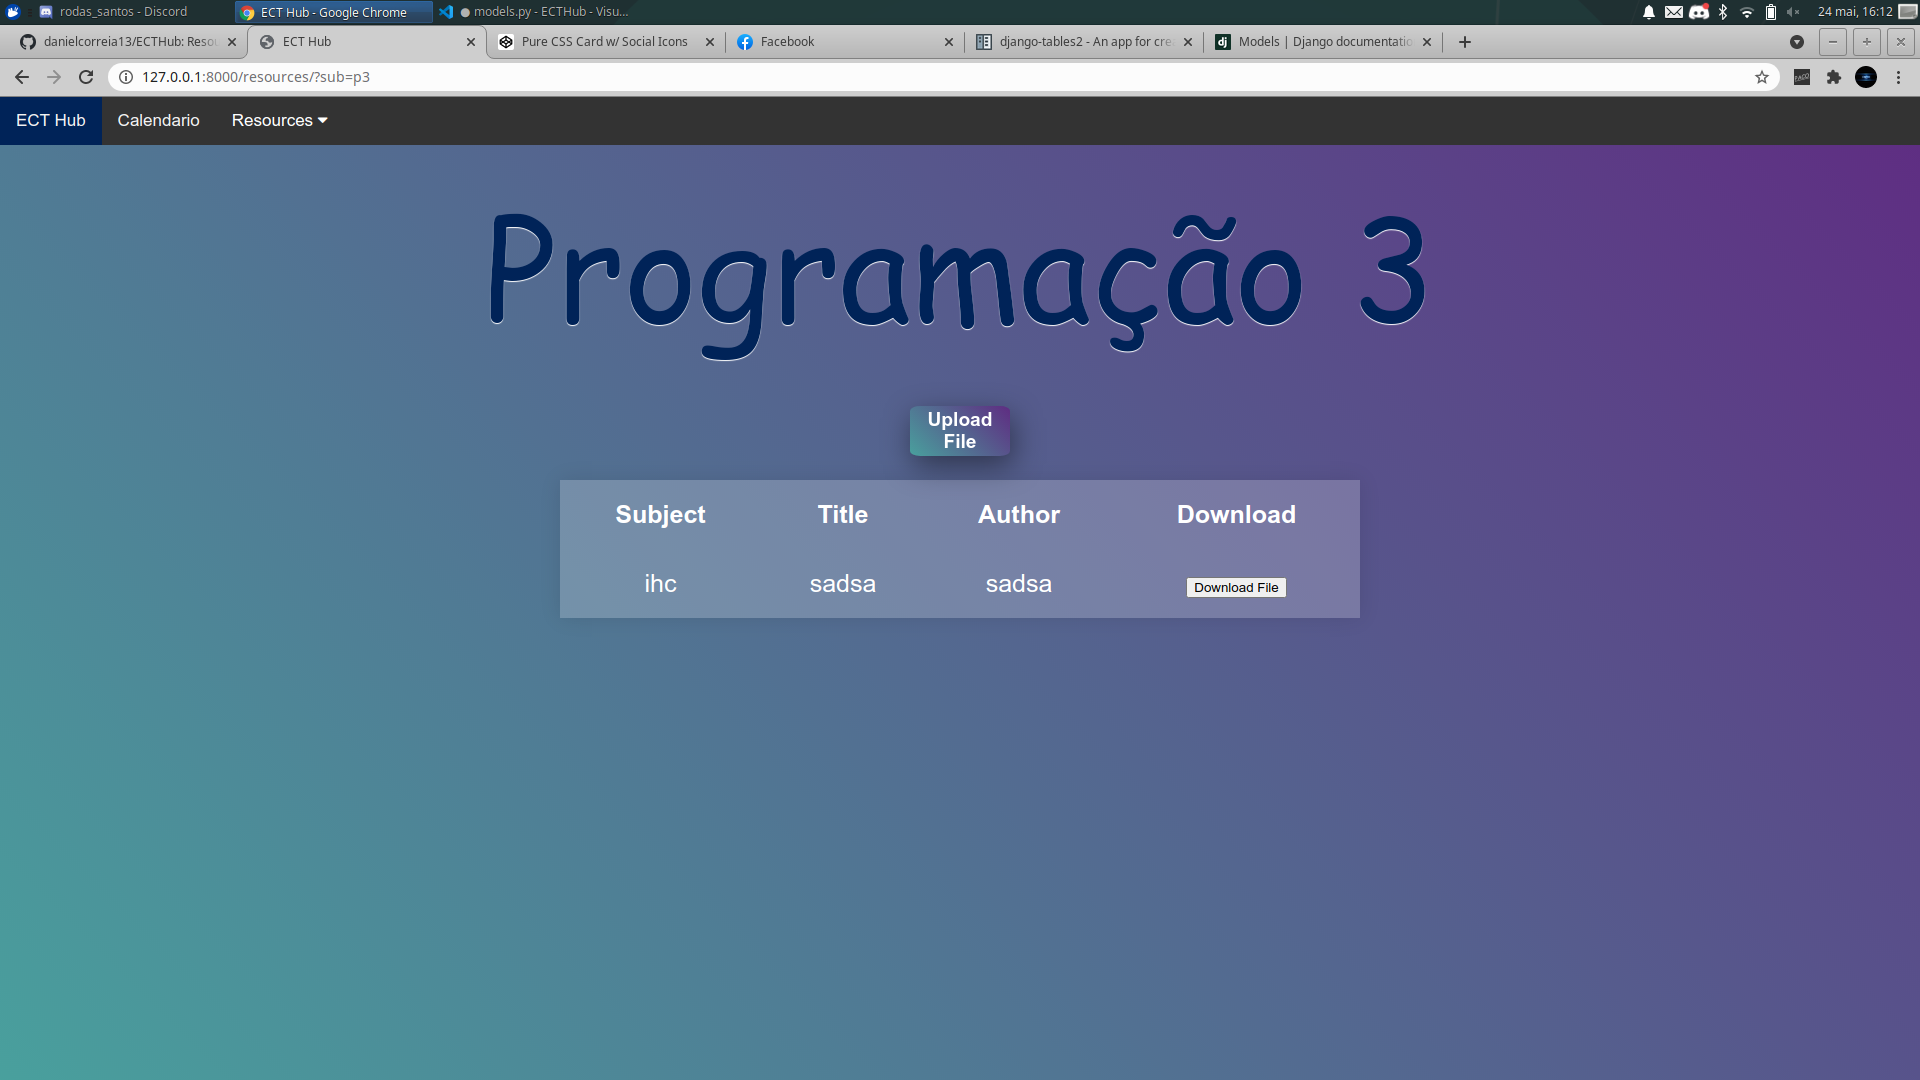 rodas_santos - Discord
ECT Hub - Google Chrome
models.py - ECTHub - Visu...
24 mai, 16:12
danielcorreia13/ECTHub: Resou
ECT Hub
Pure CSS Card w/ Social Icons
Facebook
django-tables2 - An app for cre
Models | Django documentatio
127.0.0.1:8000/resources/?sub=p3
ECT Hub
Calendario
Resources
Programação 3
Upload
File
Subject Title Author Download
ihc sadsa sadsa Download File